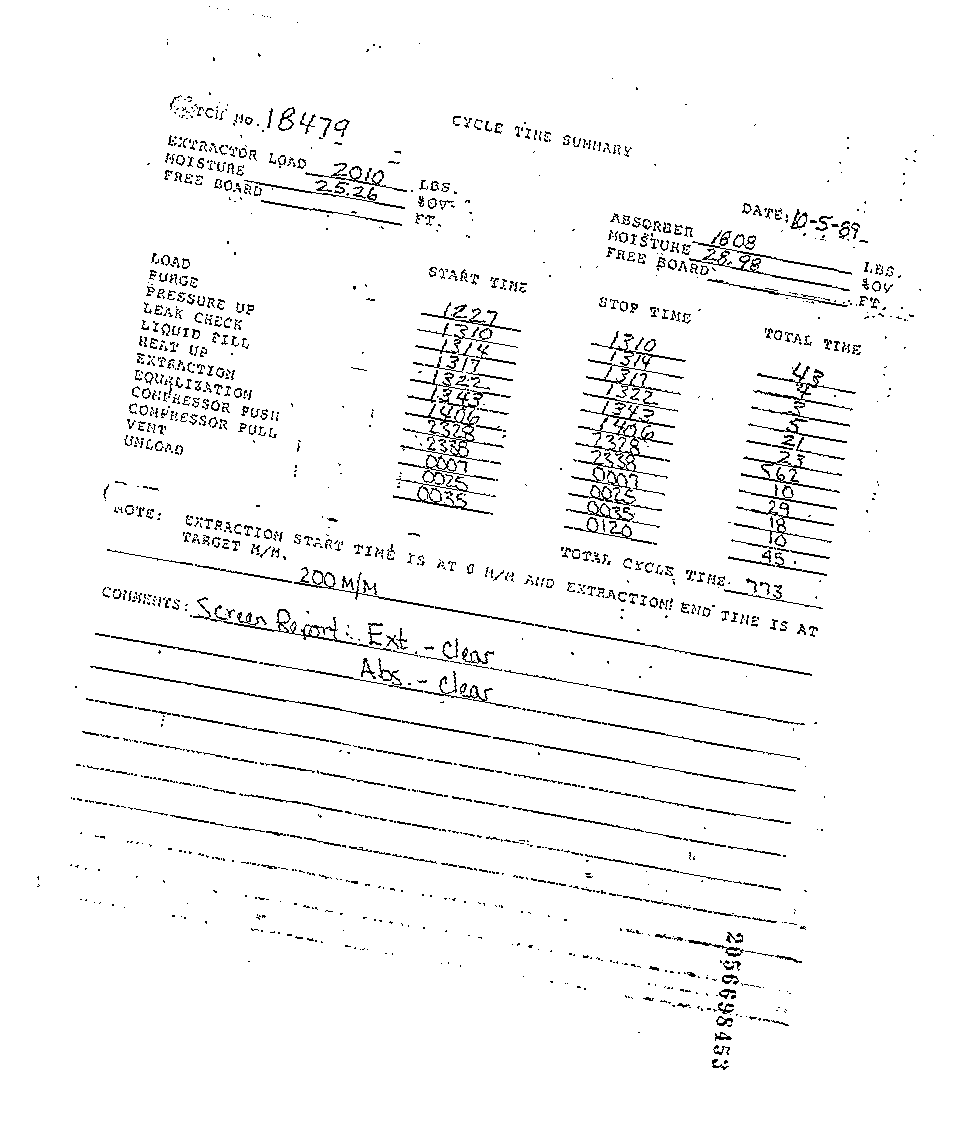 BATCH NO. 18479
CYCLE TIME SUMMARY
EXTRACTOR LOAD 2010 LBS.
MOISTURE 25.26 %OV
FREE BOARD FT.
DATE: 10-5-89
ABSORBER 1608 LBS.
MOISTURE 28.98 %OV
FREE BOARD FT.
START TIME STOP TIME TOTAL TIME
LOAD 1227 1310 43
PURGE 1310 1314 4
PRESSURE UP 1314 1317 3
LEAK CHECK 1317 1322 5
LIQUID FILL 1322 1343 21
HEAT UP 1343 1406 23
EXTRACTION 1406 2328 562
EQUALIZATION 2328 2338 10
COMPRESSOR PUSH 2338 0007 29
COMPRESSOR PULL 0007 0025 18
VENT 0025 0035 10
UNLOAD 0035 0120 45
TOTAL CYCLE TIME: 773
NOTE: EXTRACTION START TIME IS AT 0 M/M AND EXTRACTION END TIME IS AT
TARGET M/M.
200 M/M
COMMENTS: Screen Report: Ext. - Clear
Abs. - Clear
2056698453